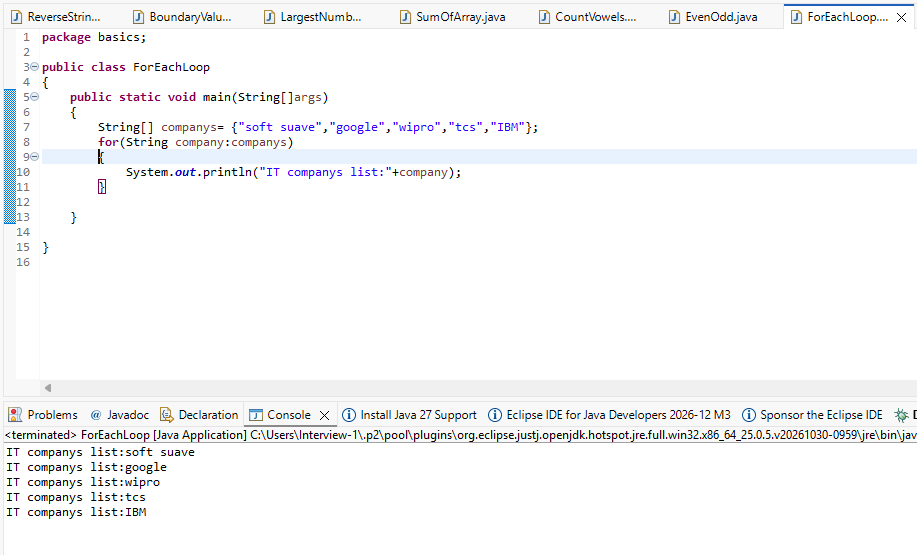 ReverseStrin... BoundaryValu... LargestNumb... SumOfArray.java CountVowels.... EvenOdd.java ForEachLoop....
1 package basics;
2
3 public class ForEachLoop
4 {
5 public static void main(String[]args)
6 {
7 String[] companys= {"soft suave","google","wipro","tcs","IBM"};
8 for(String company:companys)
9 {
10 System.out.println("IT companys list:"+company);
11 }
12
13 }
14
15 }
16
Problems @ Javadoc Declaration Console Install Java 27 Support Eclipse IDE for Java Developers 2026-12 M3 Sponsor the Eclipse IDE D
<terminated> ForEachLoop [Java Application] C:\Users\Interview-1\.p2\pool\plugins\org.eclipse.justj.openjdk.hotspot.jre.full.win32.x86_64_25.0.5.v20261030-0959\jre\bin\jav
IT companys list:soft suave
IT companys list:google
IT companys list:wipro
IT companys list:tcs
IT companys list:IBM